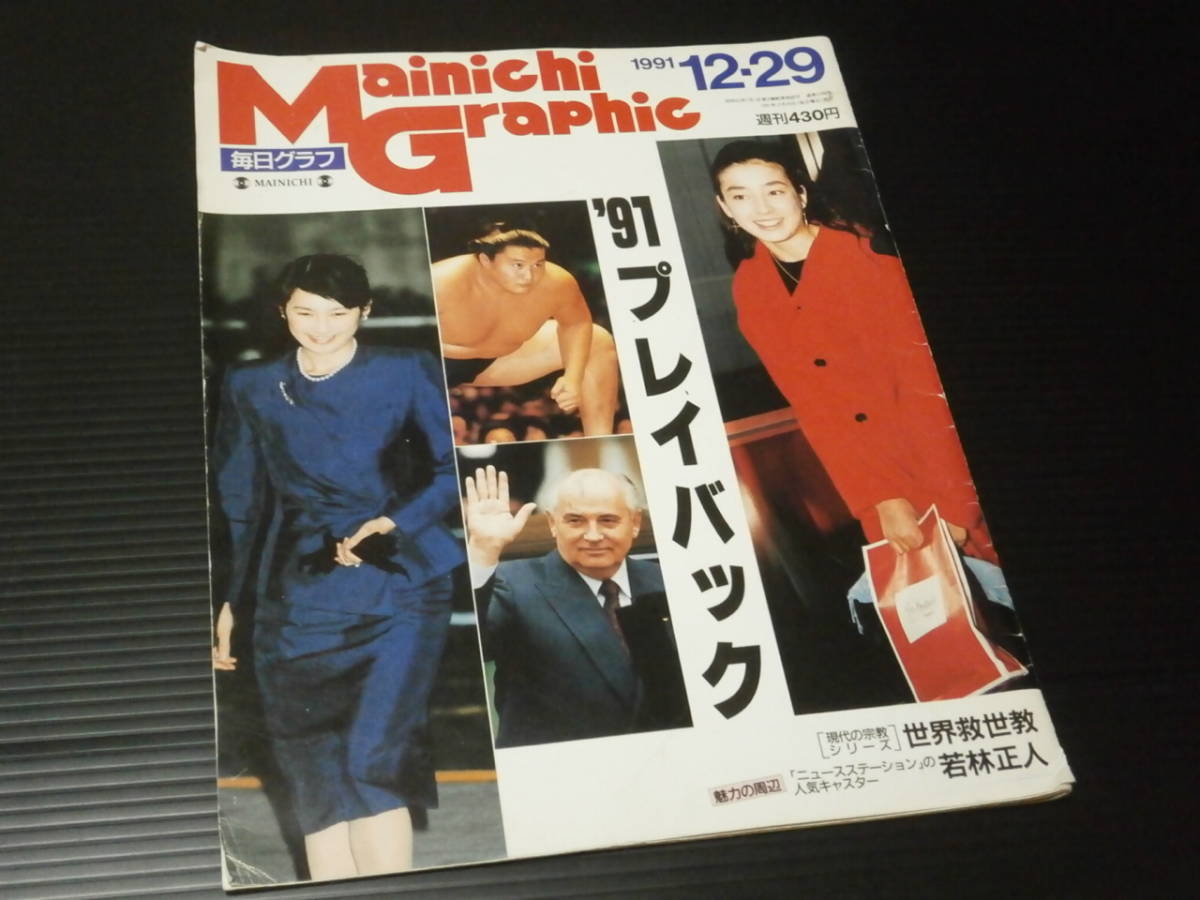 Mainichi
Graphic
毎日グラフ
MAINICHI
1991 12・29
週刊430円
'91 プレイバック
[現代の宗教シリーズ] 世界救世教
魅力の周辺 「ニュースステーション」の人気キャスター 若林正人